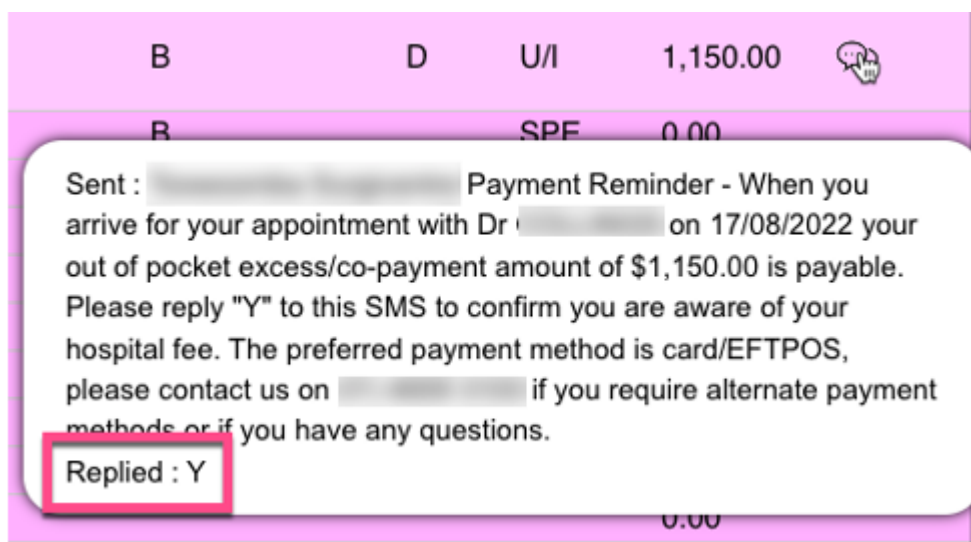 B D U/I 1,150.00
B SPE 0.00
Sent : Payment Reminder - When you
arrive for your appointment with Dr on 17/08/2022 your
out of pocket excess/co-payment amount of $1,150.00 is payable.
Please reply "Y" to this SMS to confirm you are aware of your
hospital fee. The preferred payment method is card/EFTPOS,
please contact us on if you require alternate payment
methods or if you have any questions.
Replied : Y
0.00